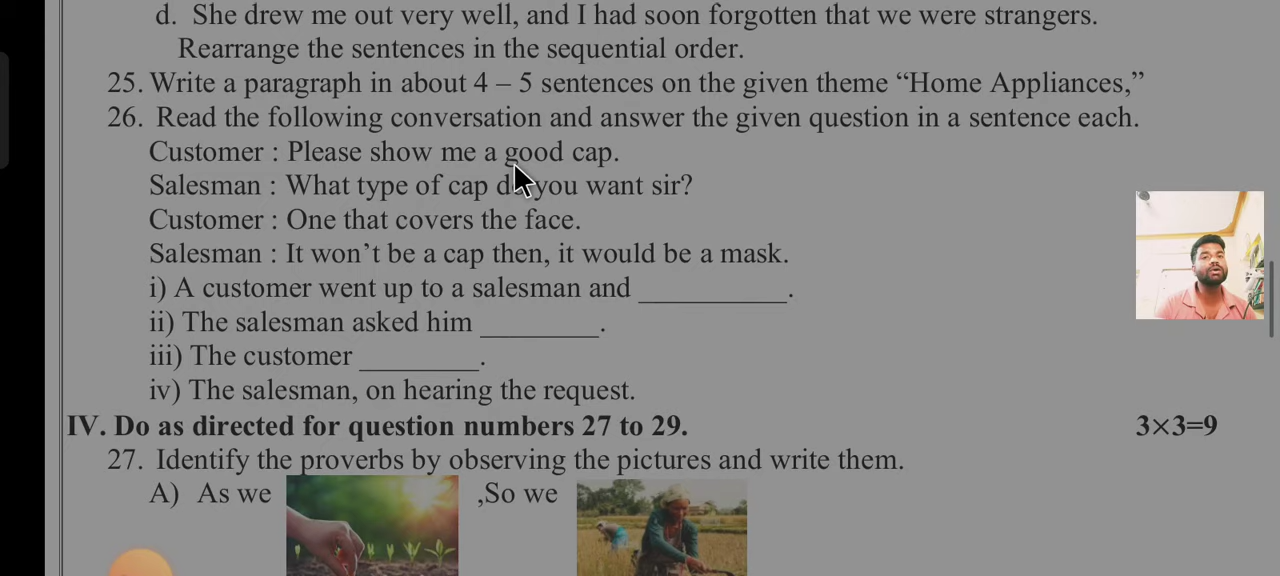 d. She drew me out very well, and I had soon forgotten that we were strangers.
Rearrange the sentences in the sequential order.
25. Write a paragraph in about 4 – 5 sentences on the given theme “Home Appliances,”
26. Read the following conversation and answer the given question in a sentence each.
Customer : Please show me a good cap.
Salesman : What type of cap do you want sir?
Customer : One that covers the face.
Salesman : It won’t be a cap then, it would be a mask.
i) A customer went up to a salesman and __________.
ii) The salesman asked him ________.
iii) The customer ________.
iv) The salesman, on hearing the request.
IV. Do as directed for question numbers 27 to 29. 3×3=9
27. Identify the proverbs by observing the pictures and write them.
A) As we ,So we